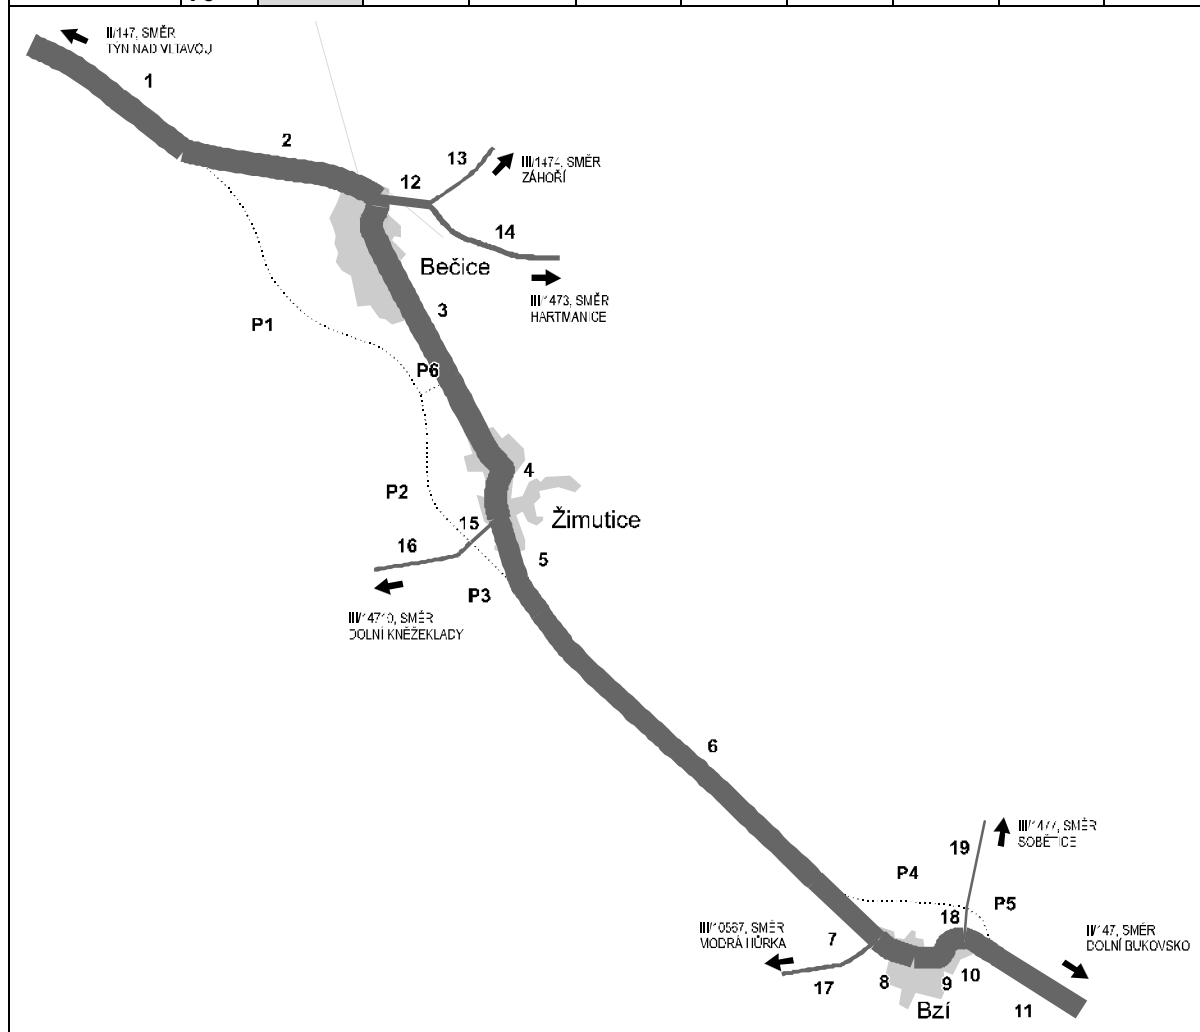 II/147, SMĚR
TÝN NAD VLTAVOU
1
2
13
III/1474, SMĚR
ZÁHOŘÍ
12
14
Bečice
III/1473, SMĚR
HARTMANICE
3
P1
P6
4
P2
Žimutice
15
16
5
P3
III/14710, SMĚR
DOLNÍ KNĚŽEKLADY
6
III/1477, SMĚR
SOBĚTICE
19
P4
P5
18
III/10567, SMĚR
MODRÁ HŮRKA
7
II/147, SMĚR
DOLNÍ BUKOVSKO
17
8
9
10
11
Bzí